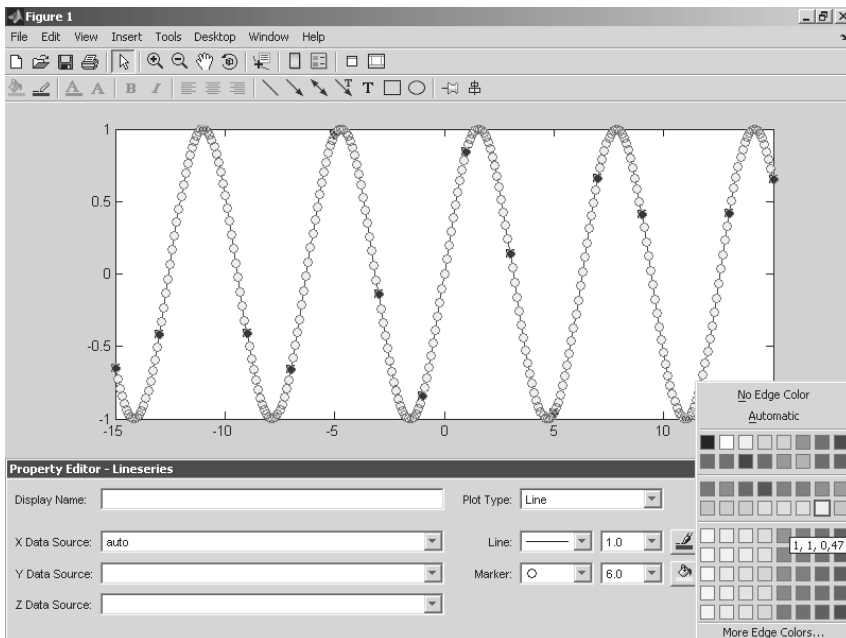 Figure 1
File Edit View Insert Tools Desktop Window Help
A A B I T T
1
0.5
0
-0.5
-1
-15 -10 -5 0 5 10
No Edge Color
Automatic
Property Editor - Lineseries
Display Name: Plot Type: Line
X Data Source: auto Line: 1.0
1, 1, 0,47
Y Data Source: Marker: 6.0
Z Data Source:
More Edge Colors...